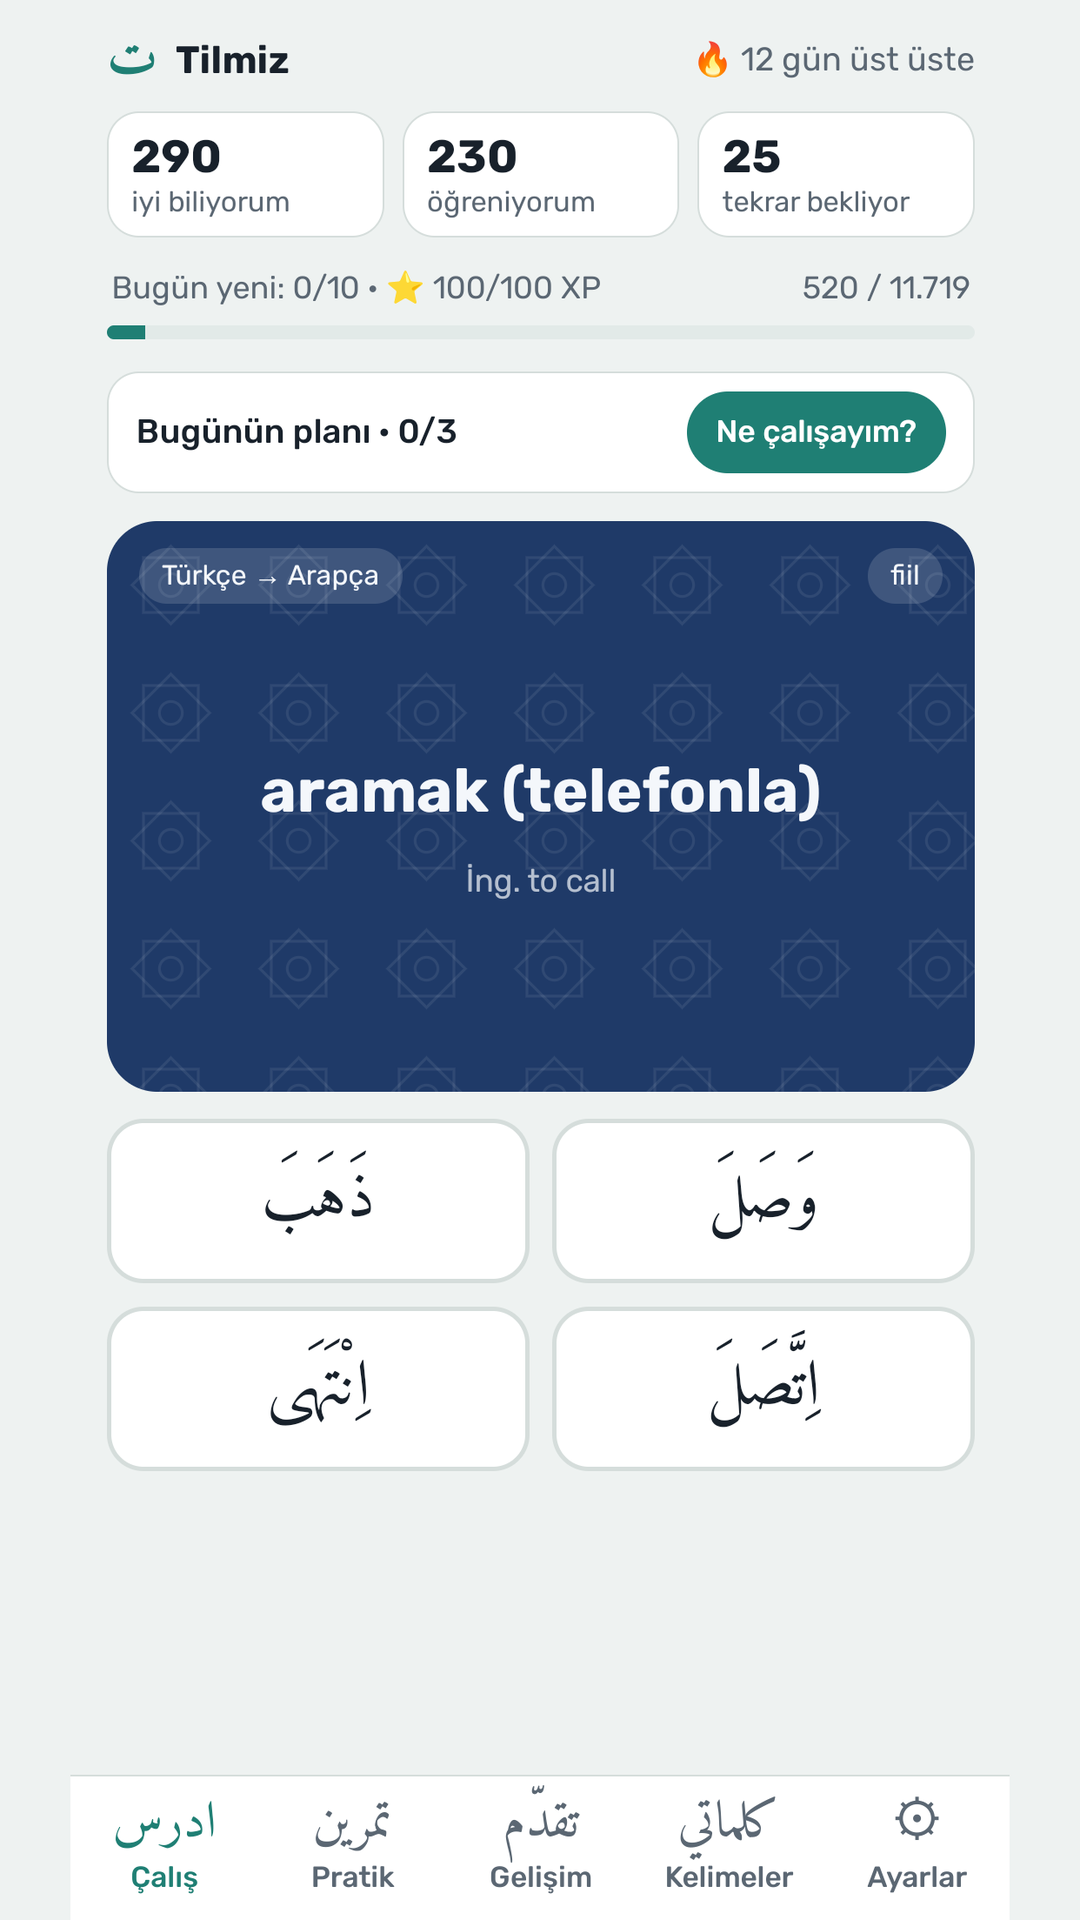 ت Tilmiz
🔥 12 gün üst üste
290
iyi biliyorum
230
öğreniyorum
25
tekrar bekliyor
Bugün yeni: 0/10 • ⭐ 100/100 XP
520 / 11.719
Bugünün planı • 0/3
Ne çalışayım?
Türkçe → Arapça
fiil
aramak (telefonla)
İng. to call
ذَهَبَ
وَصَلَ
اِنْتَهَى
اِتَّصَلَ
ادرس
Çalış
تمرين
Pratik
تقدّم
Gelişim
كلماتي
Kelimeler
Ayarlar